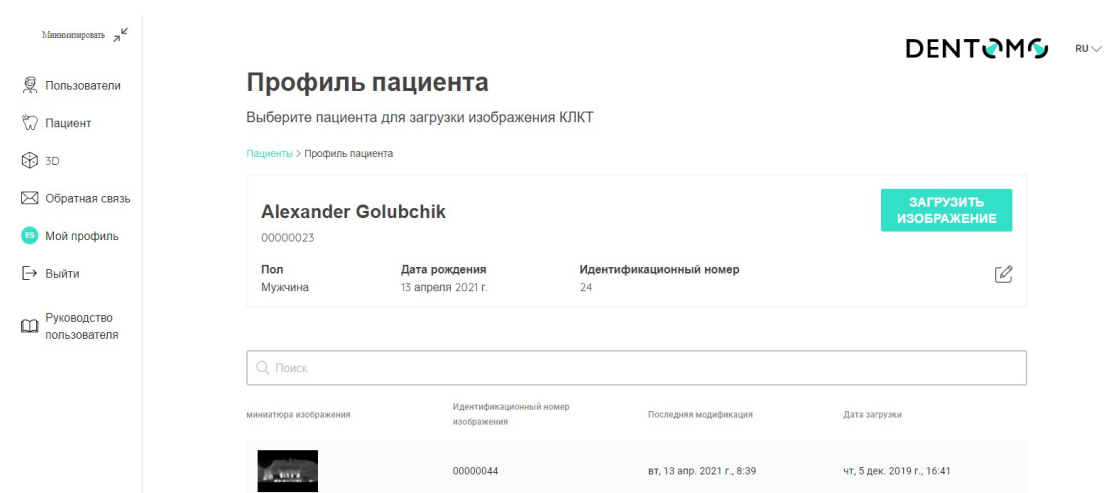 Минимизировать
DENTOMO
RU
Пользователи
Пациент
3D
Обратная связь
ES Мой профиль
Выйти
Руководство
пользователя
Профиль пациента
Выберите пациента для загрузки изображения КЛКТ
Пациенты > Профиль пациента
Alexander Golubchik
00000023
ЗАГРУЗИТЬ
ИЗОБРАЖЕНИЕ
Пол Дата рождения Идентификационный номер
Мужчина 13 апреля 2021 г. 24
Поиск
миниатюра изображения
Идентификационный номер
изображения
Последняя модификация
Дата загрузки
00000044 вт, 13 апр. 2021 г., 8:39 чт, 5 дек. 2019 г., 16:41